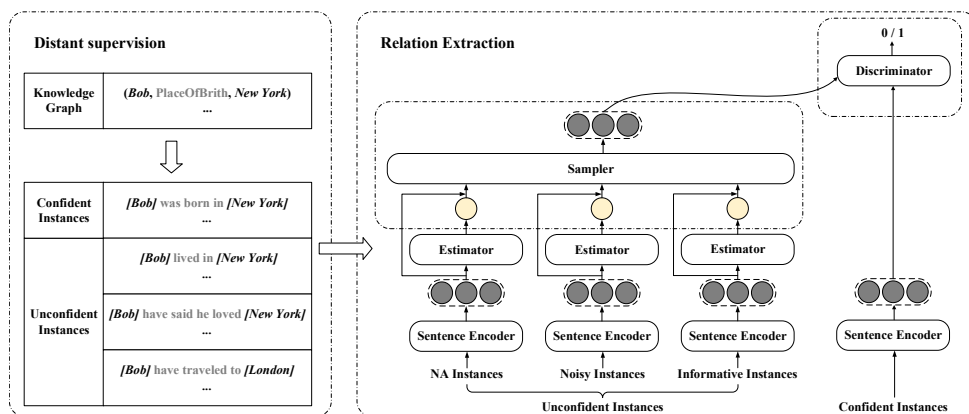 Distant supervision
Knowledge
Graph
(Bob, PlaceOfBrith, New York)
...
Confident
Instances
[Bob] was born in [New York]
...
Unconfident
Instances
[Bob] lived in [New York]
...
[Bob] have said he loved [New York]
...
[Bob] have traveled to [London]
...
Relation Extraction
0 / 1
Discriminator
Sampler
Estimator
Estimator
Estimator
Sentence Encoder
Sentence Encoder
Sentence Encoder
Sentence Encoder
NA Instances
Noisy Instances
Informative Instances
Unconfident Instances
Confident Instances